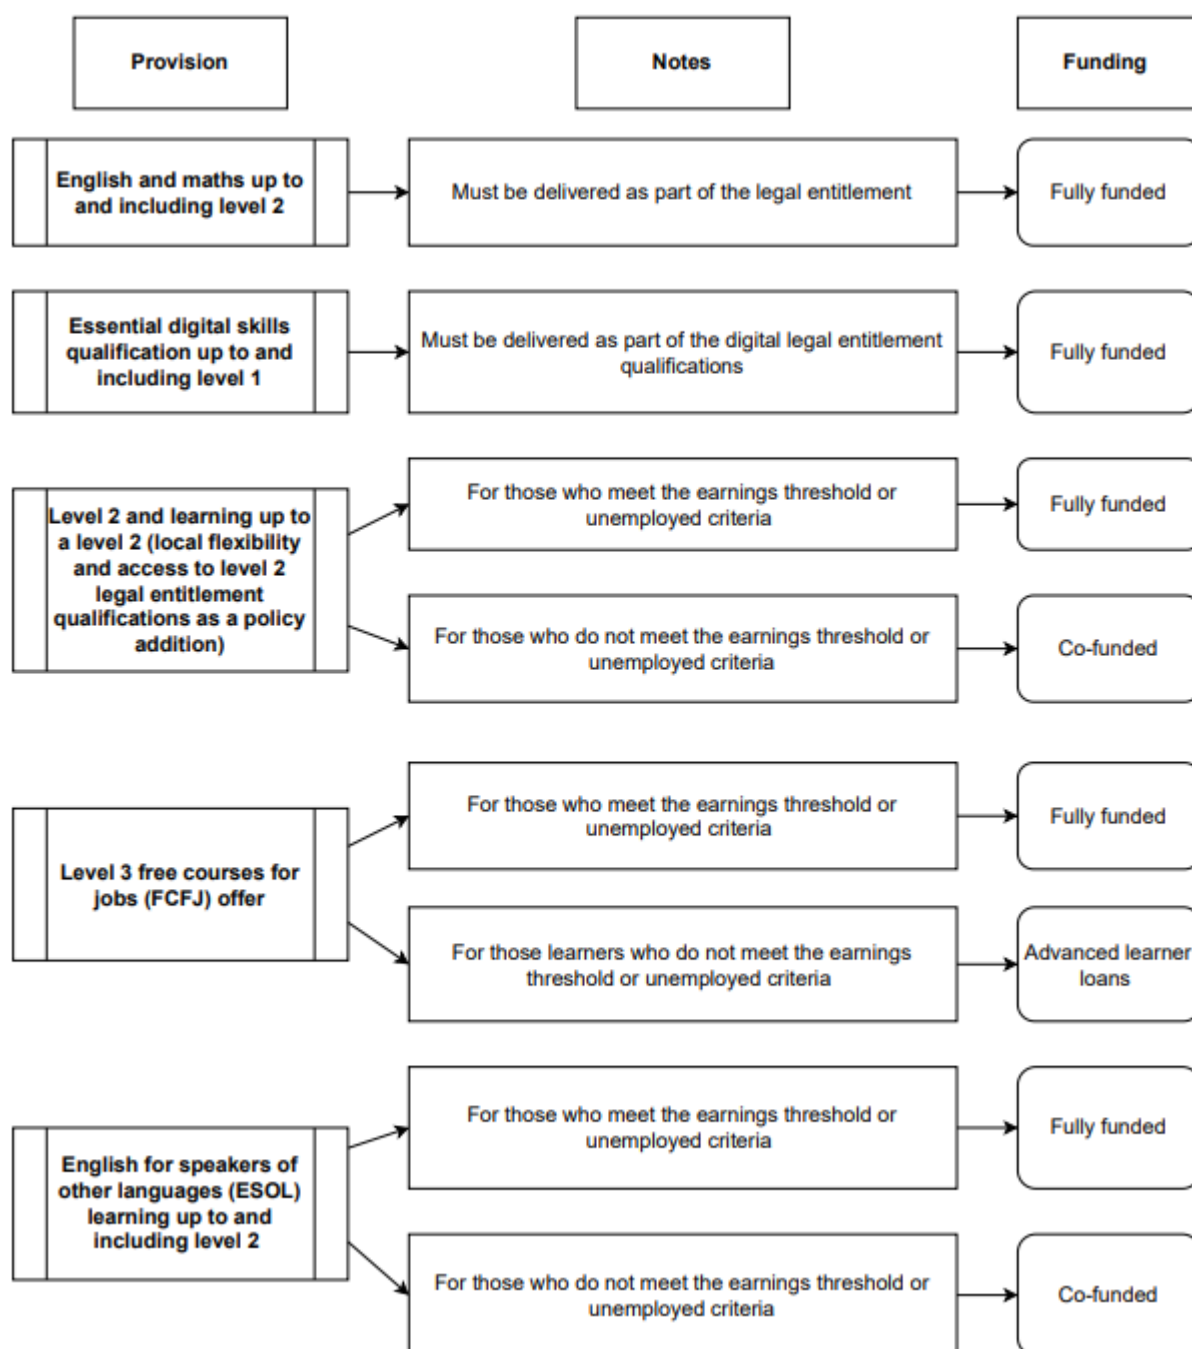 Provision
Notes
Funding
English and maths up to
and including level 2
Must be delivered as part of the legal entitlement
Fully funded
Essential digital skills
qualification up to and
including level 1
Must be delivered as part of the digital legal entitlement
qualifications
Fully funded
Level 2 and learning up to
a level 2 (local flexibility
and access to level 2
legal entitlement
qualifications as a policy
addition)
For those who meet the earnings threshold or
unemployed criteria
Fully funded
For those who do not meet the earnings threshold or
unemployed criteria
Co-funded
Level 3 free courses for
jobs (FCFJ) offer
For those who meet the earnings threshold or
unemployed criteria
Fully funded
For those learners who do not meet the earnings
threshold or unemployed criteria
Advanced learner
loans
English for speakers of
other languages (ESOL)
learning up to and
including level 2
For those who meet the earnings threshold or
unemployed criteria
Fully funded
For those who do not meet the earnings threshold or
unemployed criteria
Co-funded